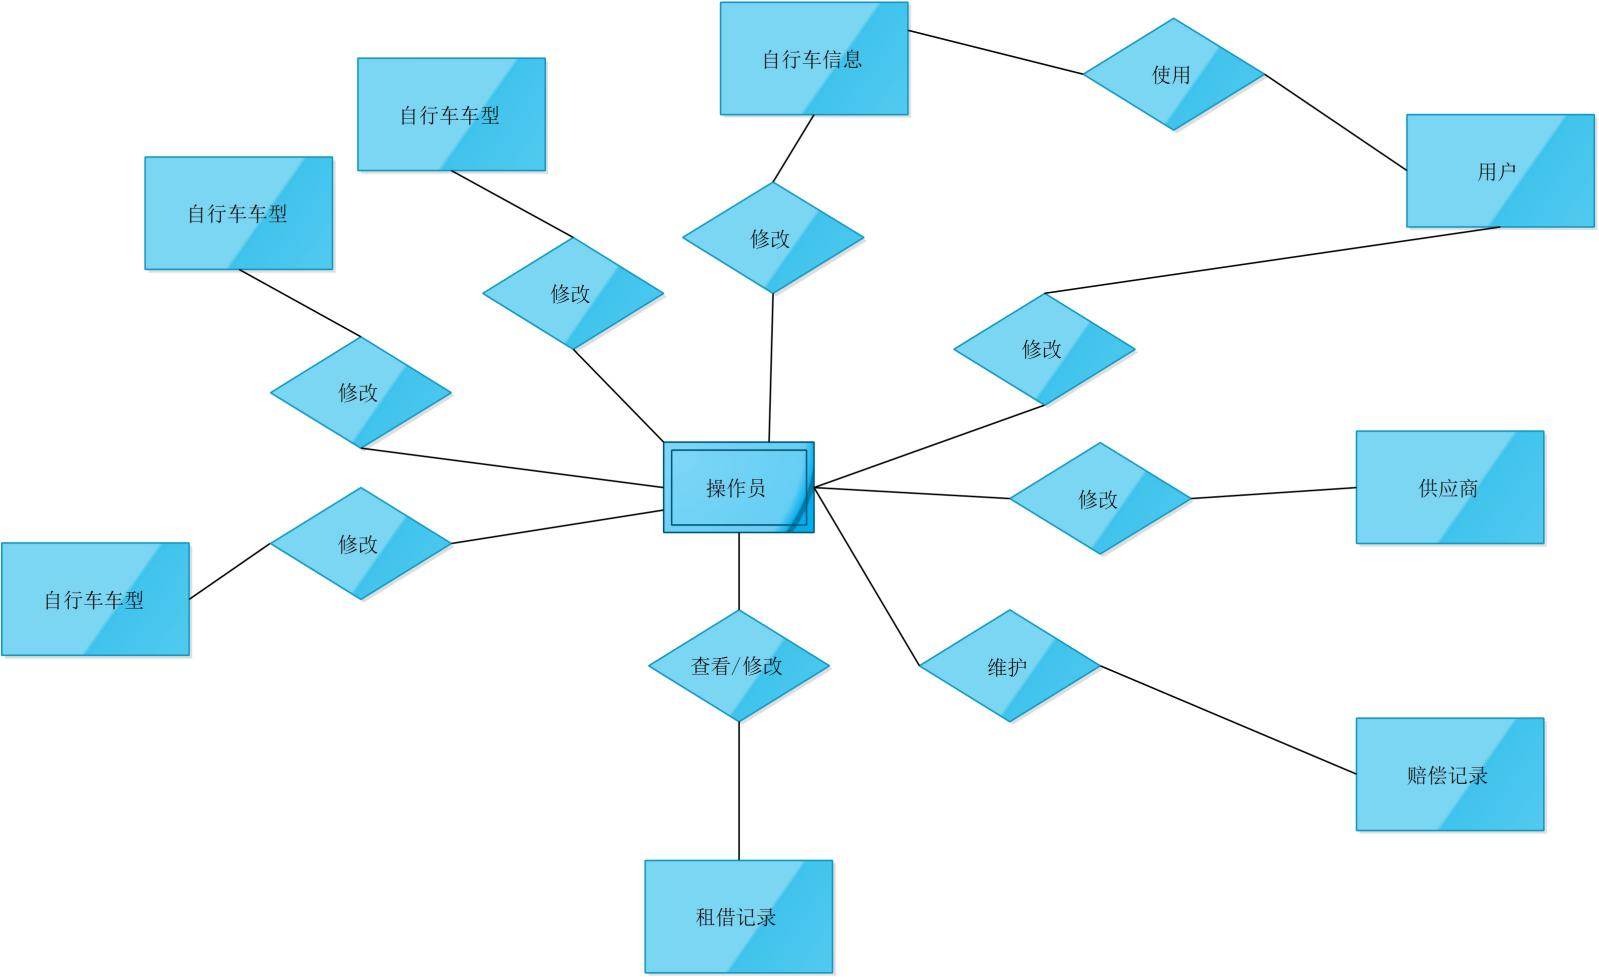 自行车信息
使用
自行车车型
用户
自行车车型
修改
修改
修改
修改
操作员
修改
供应商
修改
自行车车型
查看/修改
维护
赔偿记录
租借记录